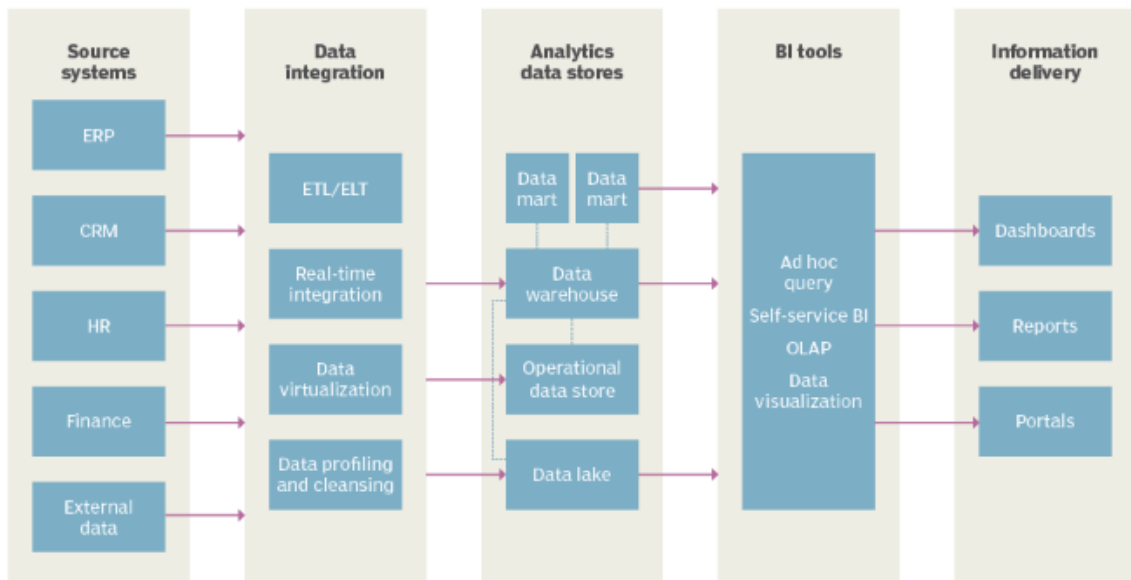 Source
systems
ERP
CRM
HR
Finance
External
data
Data
integration
ETL/ELT
Real-time
integration
Data
virtualization
Data profiling
and cleansing
Analytics
data stores
Data
mart
Data
mart
Data
warehouse
Operational
data store
Data lake
BI tools
Ad hoc
query
Self-service BI
OLAP
Data
visualization
Information
delivery
Dashboards
Reports
Portals